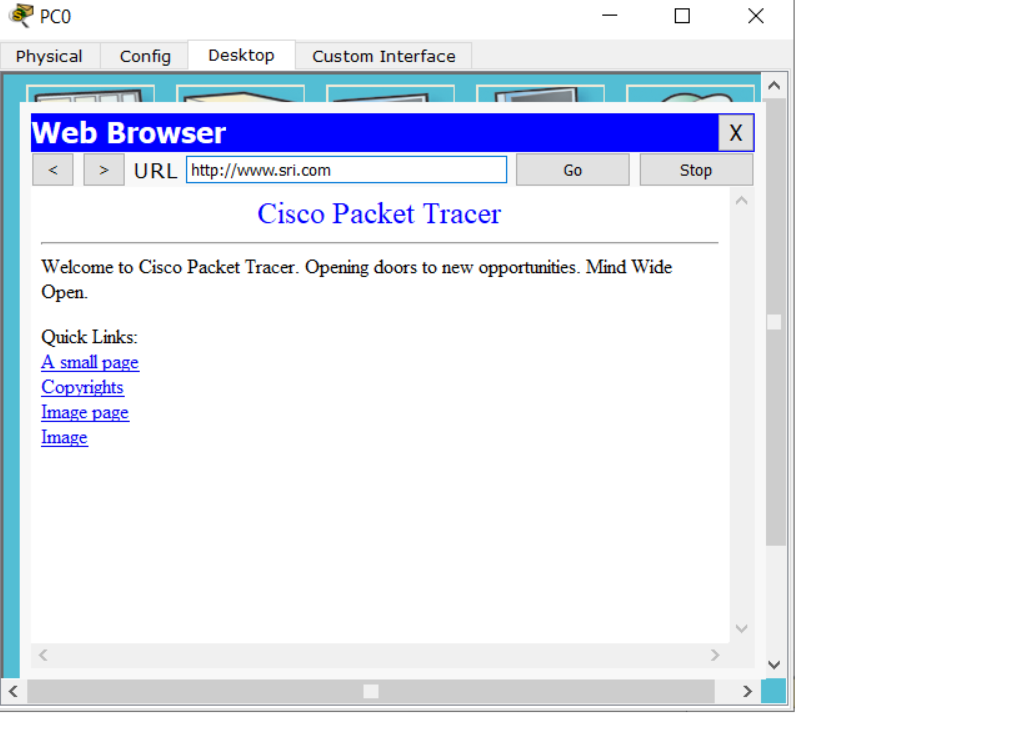 PC0
Physical Config Desktop Custom Interface
Web Browser X
< > URL http://www.sri.com Go Stop
Cisco Packet Tracer
Welcome to Cisco Packet Tracer. Opening doors to new opportunities. Mind Wide
Open.
Quick Links:
A small page
Copyrights
Image page
Image